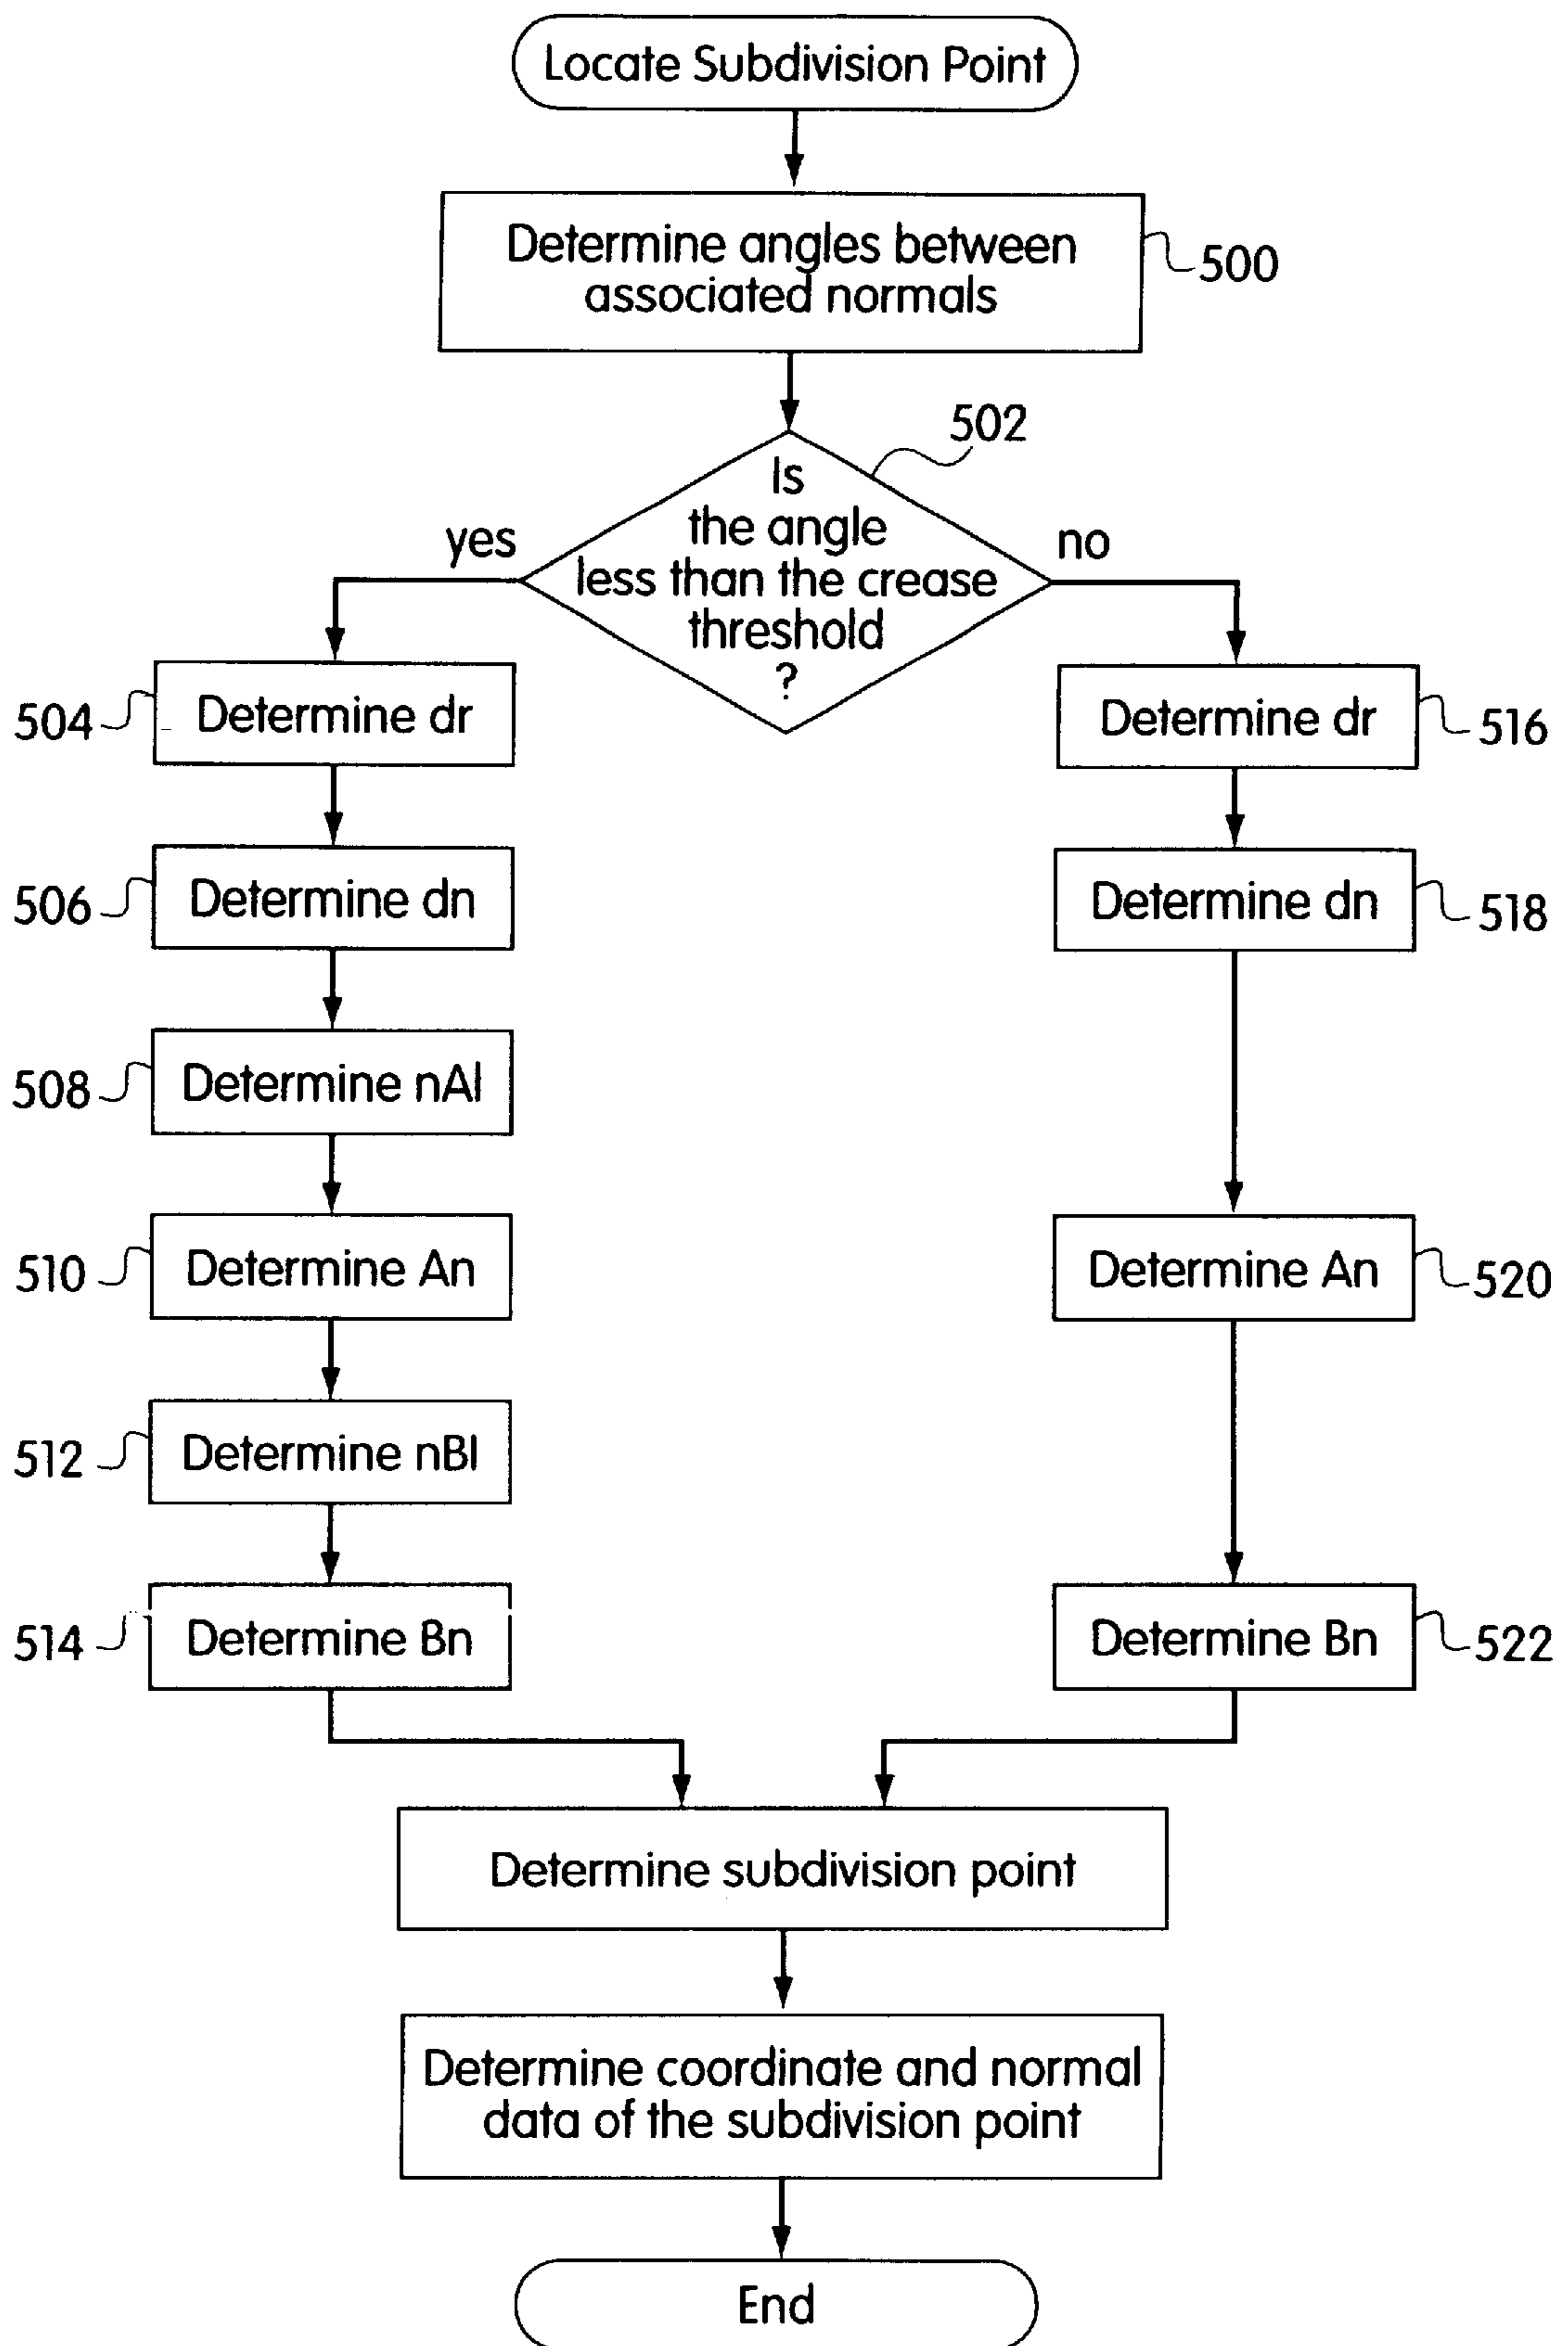 Locate Subdivision Point
Determine angles between
associated normals
500
502
Is
the angle
less than the crease
threshold
?
yes
no
504
Determine dr
Determine dr
516
506
Determine dn
Determine dn
518
508
Determine nAl
510
Determine An
Determine An
520
512
Determine nBl
514
Determine Bn
Determine Bn
522
Determine subdivision point
Determine coordinate and normal
data of the subdivision point
End